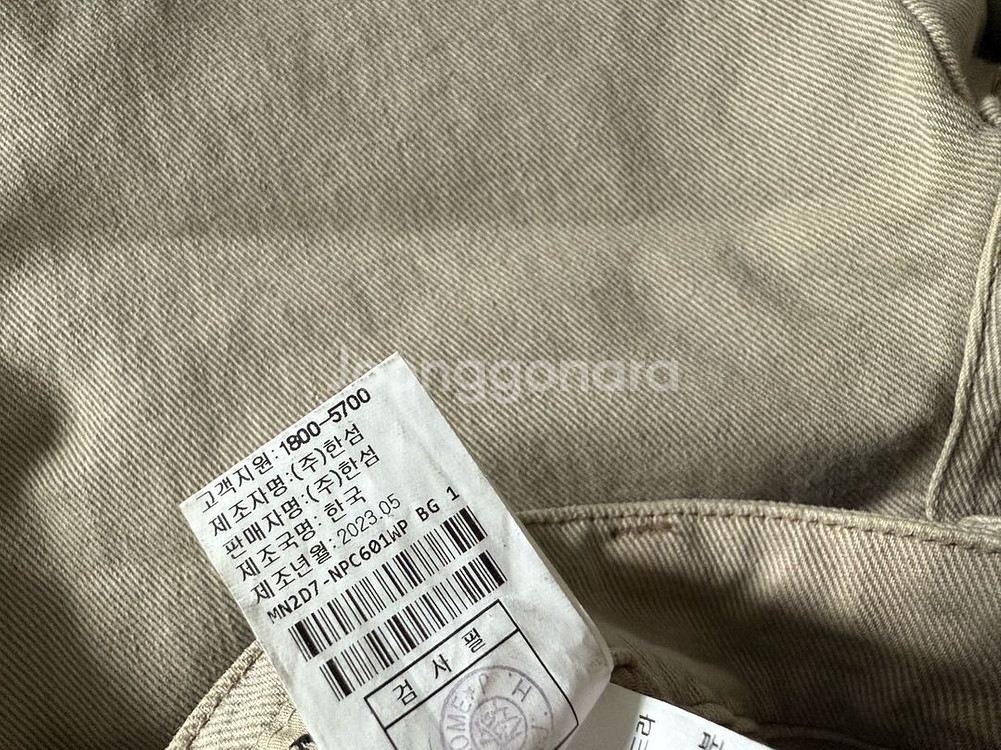 joonggonara
고객지원:1800-5700
제조자명:(주)한섬
판매자명:(주)한섬
제조국명: 한국
제조년월:2023.05
MN2D7-NPC601WP BG 1
검 사 필